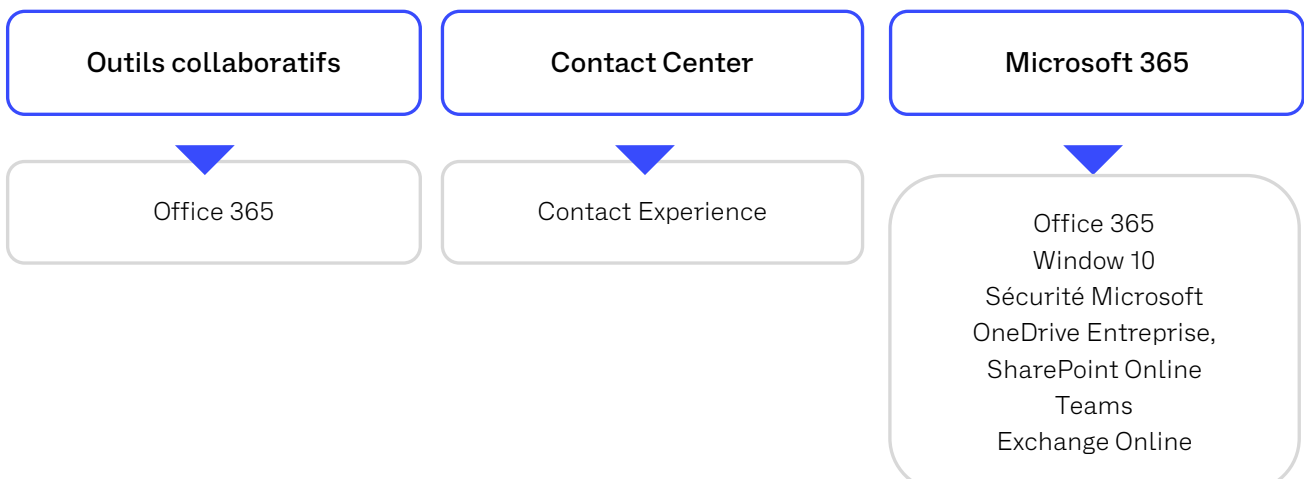 Outils collaboratifs
Contact Center
Microsoft 365
Office 365
Contact Experience
Office 365
Window 10
Sécurité Microsoft
OneDrive Entreprise,
SharePoint Online
Teams
Exchange Online